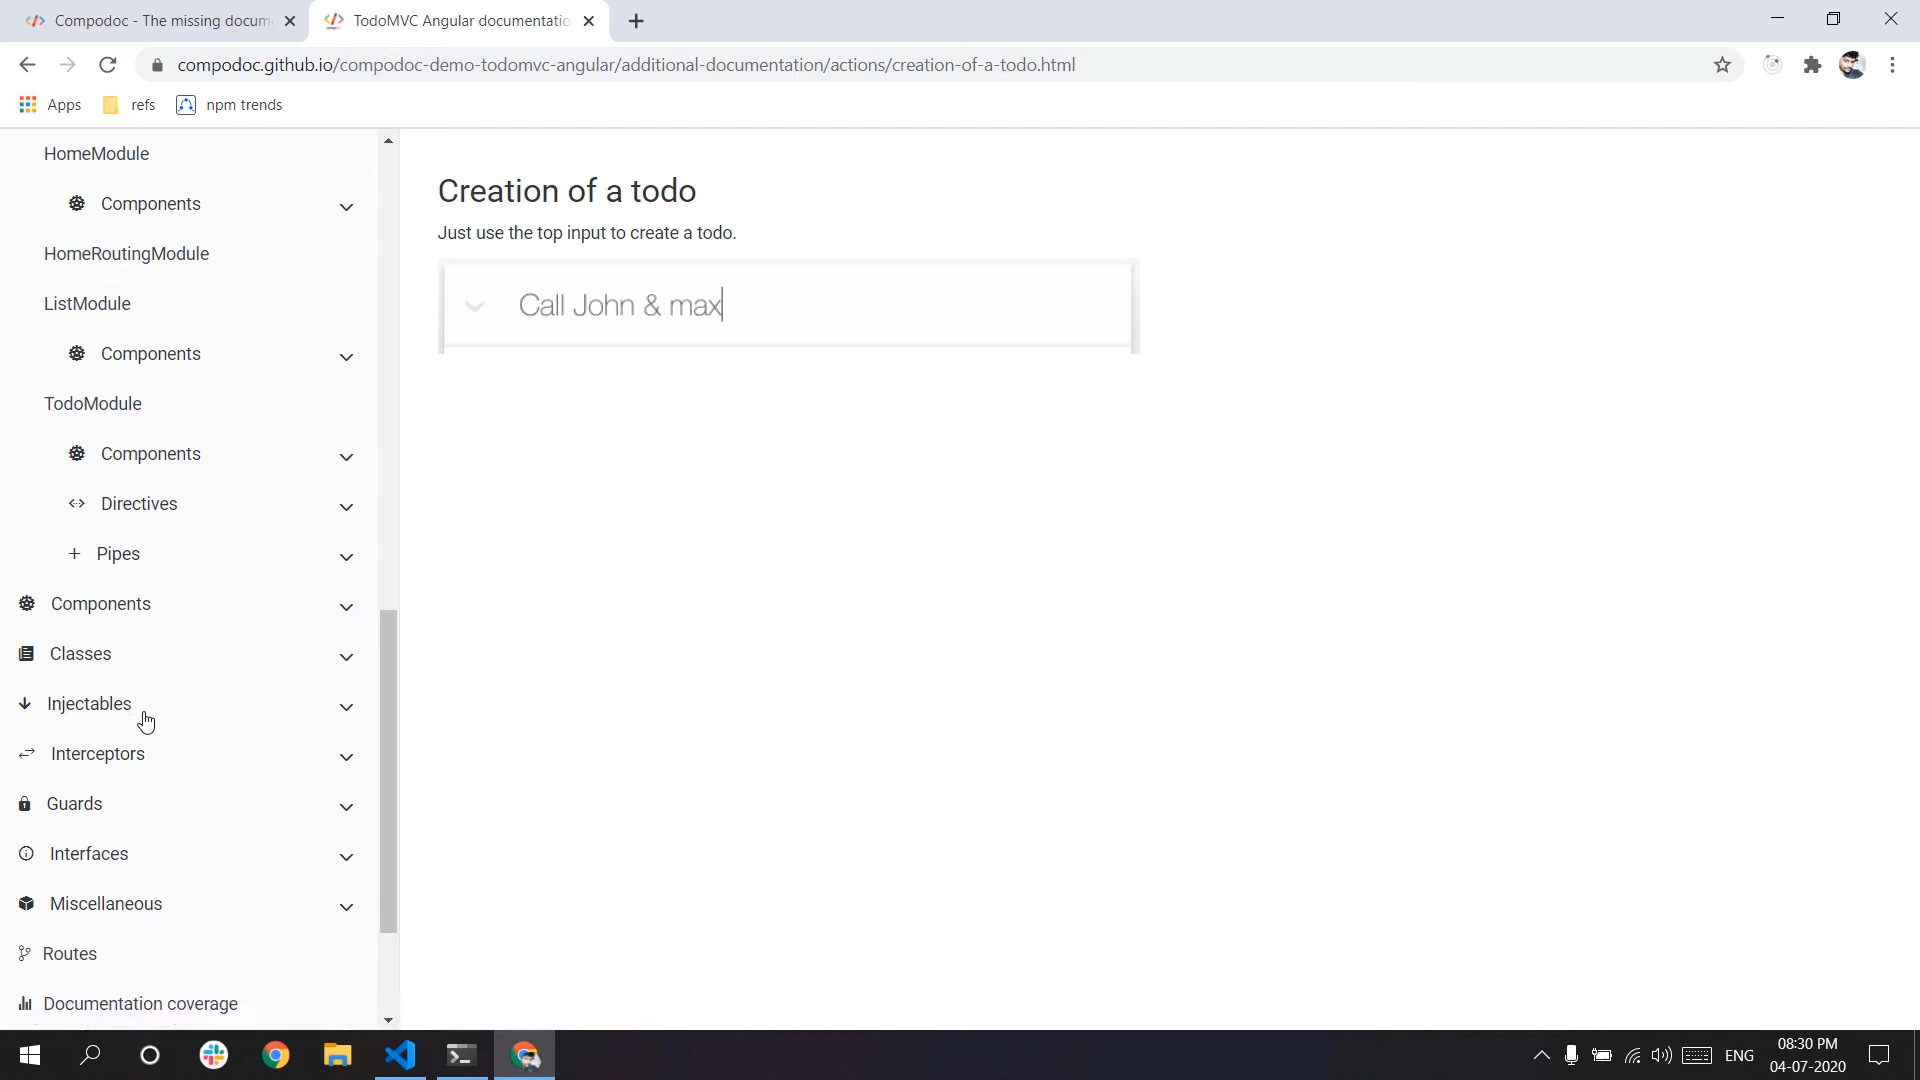 Compodoc - The missing docum
TodoMVC Angular documentatio
compodoc.github.io/compodoc-demo-todomvc-angular/additional-documentation/actions/creation-of-a-todo.html
Apps
refs
npm trends
HomeModule
Components
HomeRoutingModule
ListModule
Components
TodoModule
Components
Directives
Pipes
Components
Classes
Injectables
Interceptors
Guards
Interfaces
Miscellaneous
Routes
Documentation coverage
Creation of a todo
Just use the top input to create a todo.
Call John & max
ENG
08:30 PM
04-07-2020